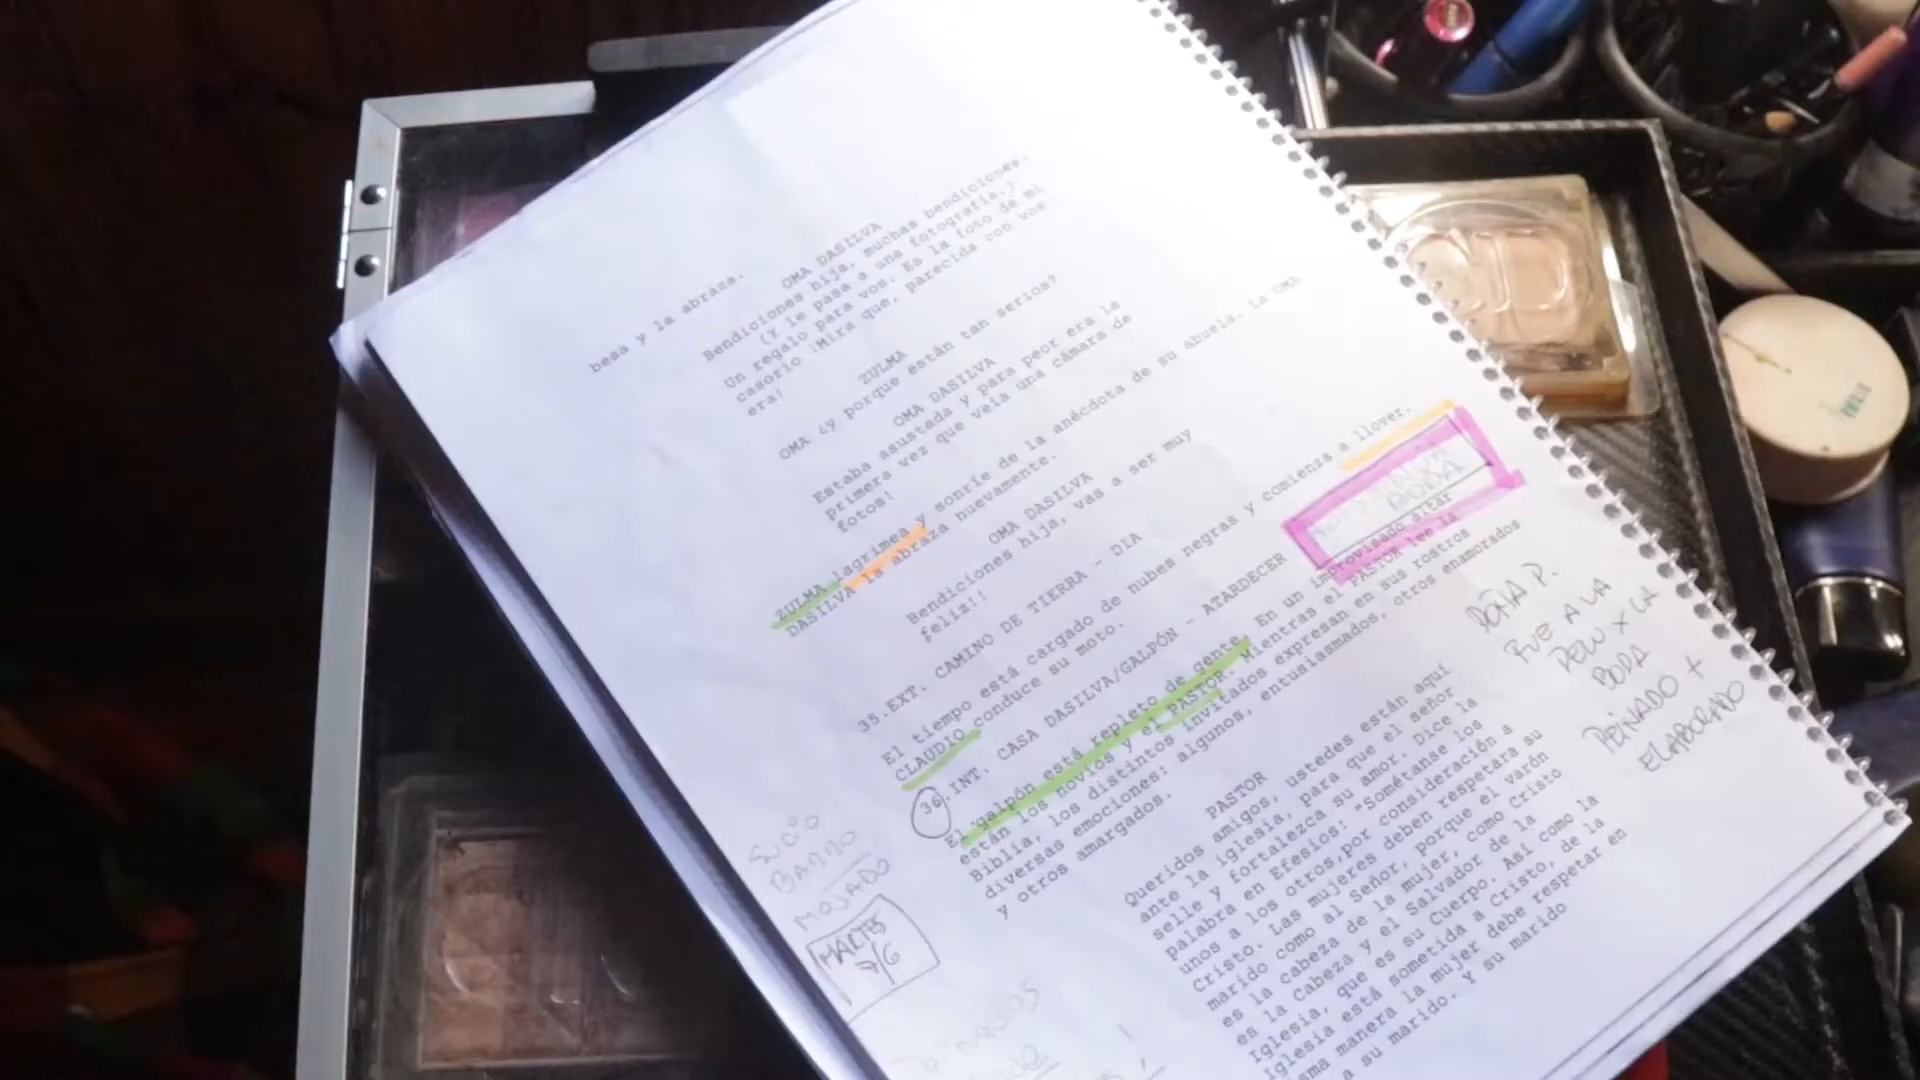 besa y la abraza.
OMA DASILVA
Bendiciones hija, muchas bendiciones.
(Y le pasa a una fotografía.)
Un regalo para vos. Es la foto de mi
casorio ¡Mira que, parecida con vos
era!
ZULMA
OMA ¿y porque están tan serios?
OMA DASILVA
Estaba asustada y para peor era la
primera vez que veía una cámara de
fotos!
ZULMA lagrimea y sonríe de la anécdota de su abuela. La OMA
DASILVA la abraza nuevamente.
OMA DASILVA
Bendiciones hija, vas a ser muy
feliz!!
35.EXT. CAMINO DE TIERRA - DIA
El tiempo está cargado de nubes negras y comienza a llover.
CLAUDIO conduce su moto.
36.INT. CASA DASILVA/GALPÓN - ATARDECER
BODA
El galpón está repleto de gente. En un improvisado altar
están los novios y el PASTOR. Mientras el PASTOR lee la
Biblia, los distintos invitados expresan en sus rostros
diversas emociones: algunos, entusiasmados, otros enamorados
y otros amargados.
PASTOR
Queridos amigos, ustedes están aquí
ante la iglesia, para que el señor
selle y fortalezca su amor. Dice la
palabra en Efesios: "Sométanse los
unos a los otros,por consideración a
Cristo. Las mujeres deben respetar a su
marido como al Señor, porque el varón
es la cabeza de la mujer, como Cristo
es la Cabeza y el Salvador de la
Iglesia, que es su Cuerpo. Así como la
Iglesia está sometida a Cristo, de la
sma manera la mujer debe respetar en
a su marido. Y su marido
DOÑA P.
FUE A LA
PELU X LA
BODA
PEINADO +
ELABORADO
SUCIO
BARRO
MOJADO
MARTES
7/6